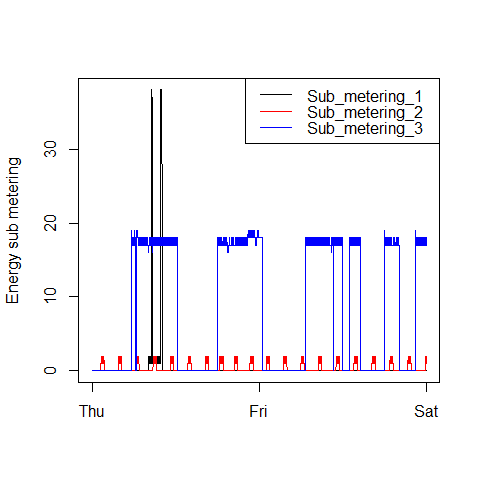 Sub_metering_1
Sub_metering_2
Sub_metering_3
Energy sub metering
30
20
10
0
Thu
Fri
Sat